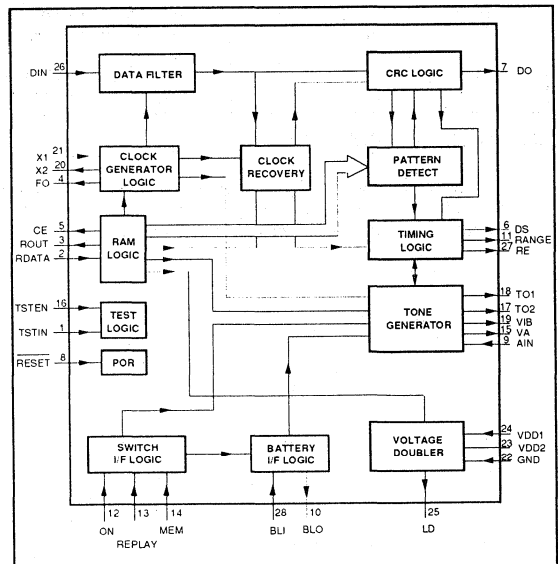 DIN 26
DATA FILTER
CRC LOGIC
7 DO
X1 21
X2 20
FO 4
CLOCK
GENERATOR
LOGIC
CLOCK
RECOVERY
PATTERN
DETECT
CE 5
ROUT 3
RDATA 2
RAM
LOGIC
TIMING
LOGIC
6 DS
11 RANGE
27 RE
TSTEN 16
TSTIN 1
TEST
LOGIC
TONE
GENERATOR
18 TO1
17 TO2
19 VIB
15 VA
9 AIN
RESET 8
POR
SWITCH
I/F LOGIC
BATTERY
I/F LOGIC
VOLTAGE
DOUBLER
24 VDD1
23 VDD2
22 GND
12 13 14 28 10 25
ON MEM BLI BLO LD
REPLAY